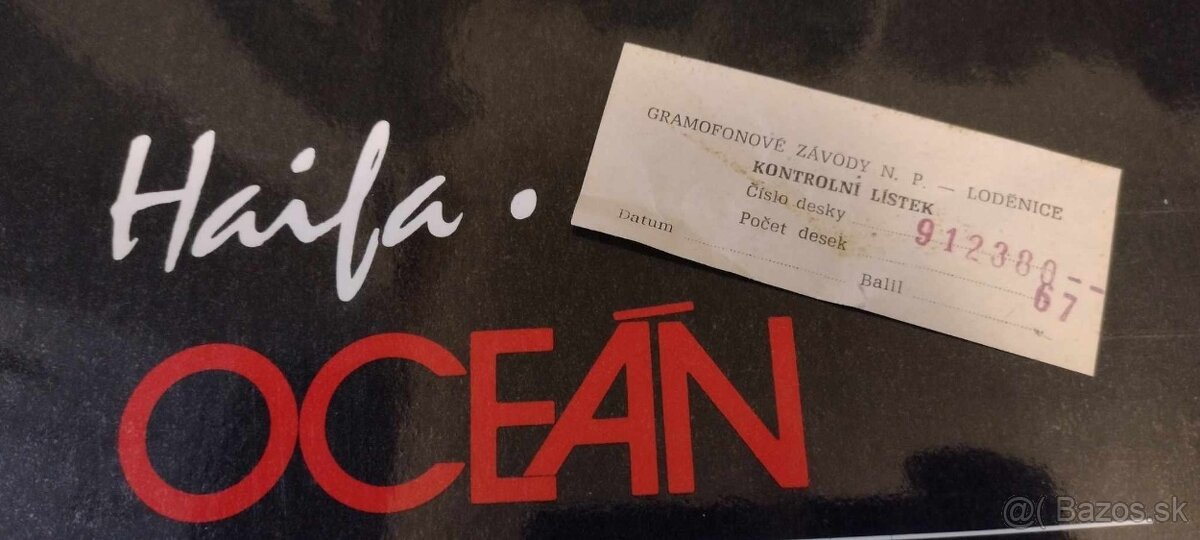 Haifa.
OCEÁN
GRAMOFONOVÉ ZÁVODY N. P. — LODĚNICE
KONTROLNÍ LÍSTEK
Číslo desky 912380--
Počet desek 67
Datum Balil
@( Bazos.sk